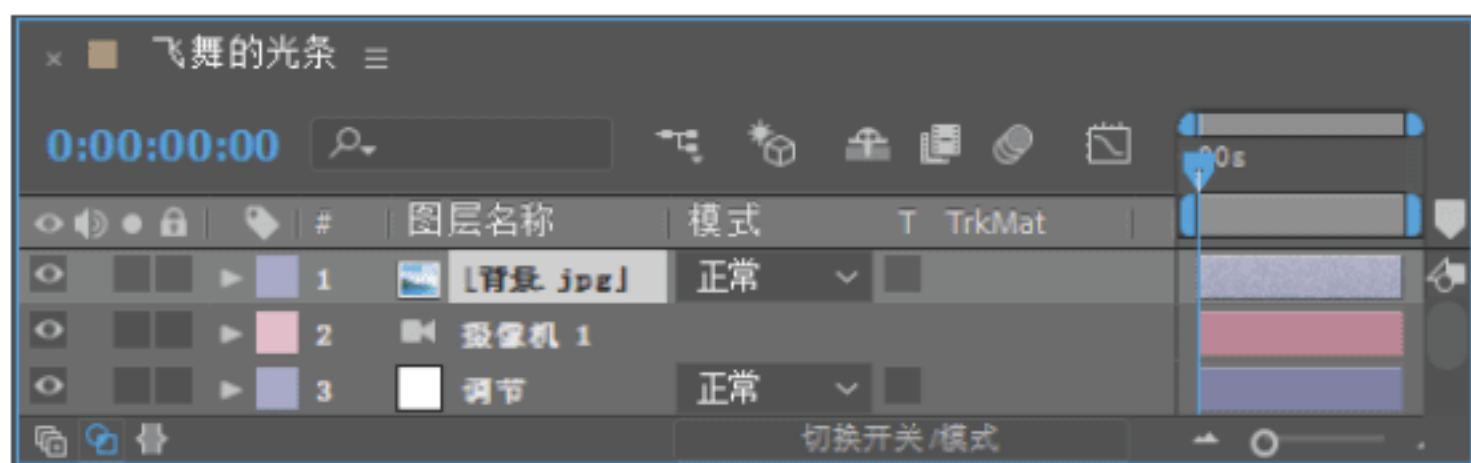 飞舞的光条
0:00:00:00
00s
# 图层名称 模式 T TrkMat
1 [背景.jpg] 正常
2 摄像机 1
3 调节 正常
切换开关/模式